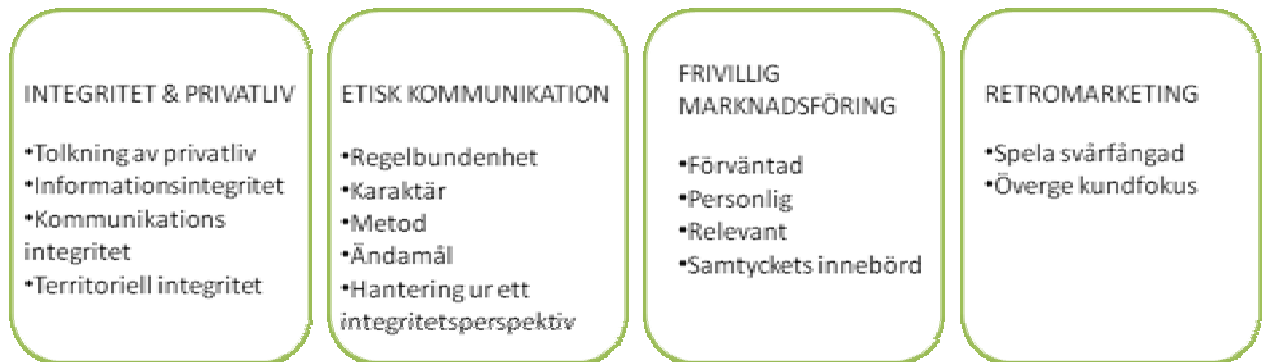 INTEGRITET & PRIVATLIV
•Tolkning av privatliv
•Informationsintegritet
•Kommunikations
integritet
•Territoriell integritet
ETISK KOMMUNIKATION
•Regelbundenhet
•Karaktär
•Metod
•Ändamål
•Hantering ur ett
integritetsperspektiv
FRIVILLIG
MARKNADSFÖRING
•Förväntad
•Personlig
•Relevant
•Samtyckets innebörd
RETROMARKETING
•Spela svårfångad
•Överge kundfokus